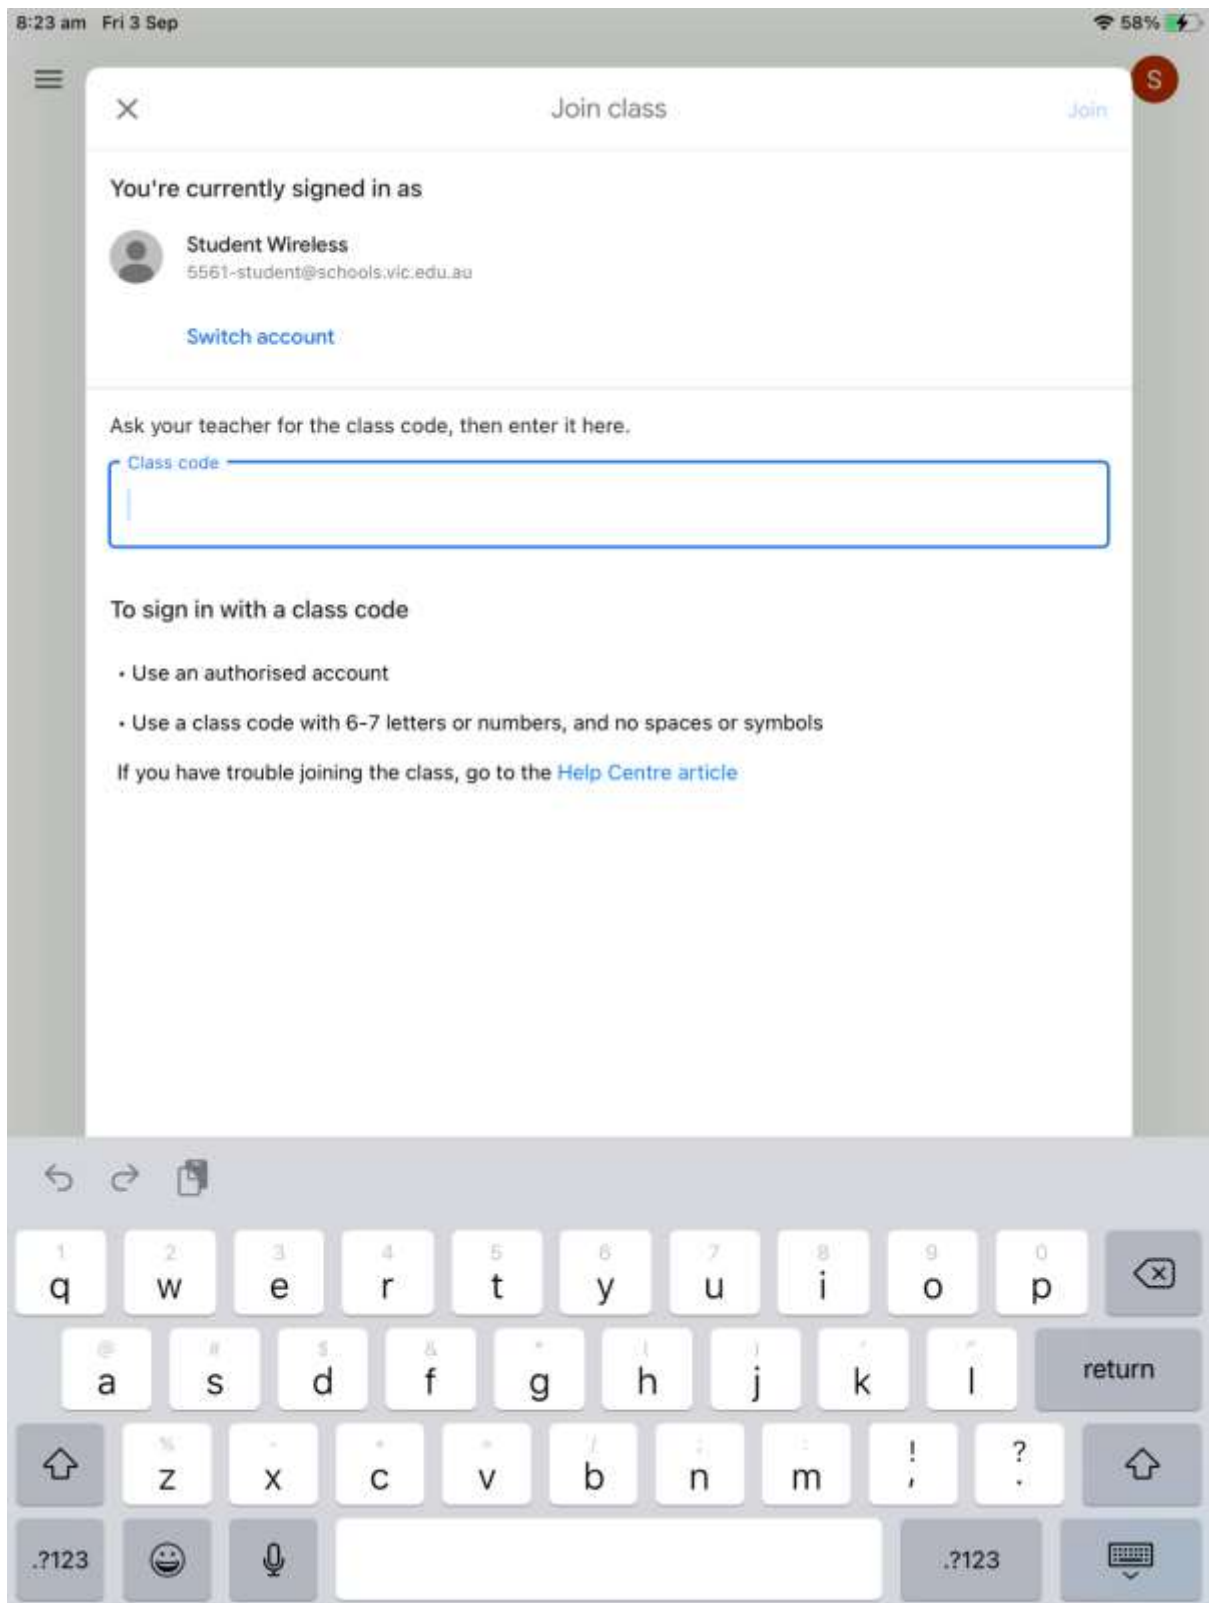 8:23 am Fri 3 Sep 58%
S
Join class Join
You're currently signed in as
Student Wireless
5561-student@schools.vic.edu.au
Switch account
Ask your teacher for the class code, then enter it here.
Class code
To sign in with a class code
• Use an authorised account
• Use a class code with 6-7 letters or numbers, and no spaces or symbols
If you have trouble joining the class, go to the Help Centre article
1 2 3 4 5 6 7 8 9 0
q w e r t y u i o p
@ # $ & * ( )
a s d f g h j k l return
% - + = / ; :
z x c v b n m ! , ? .
.?123 .?123